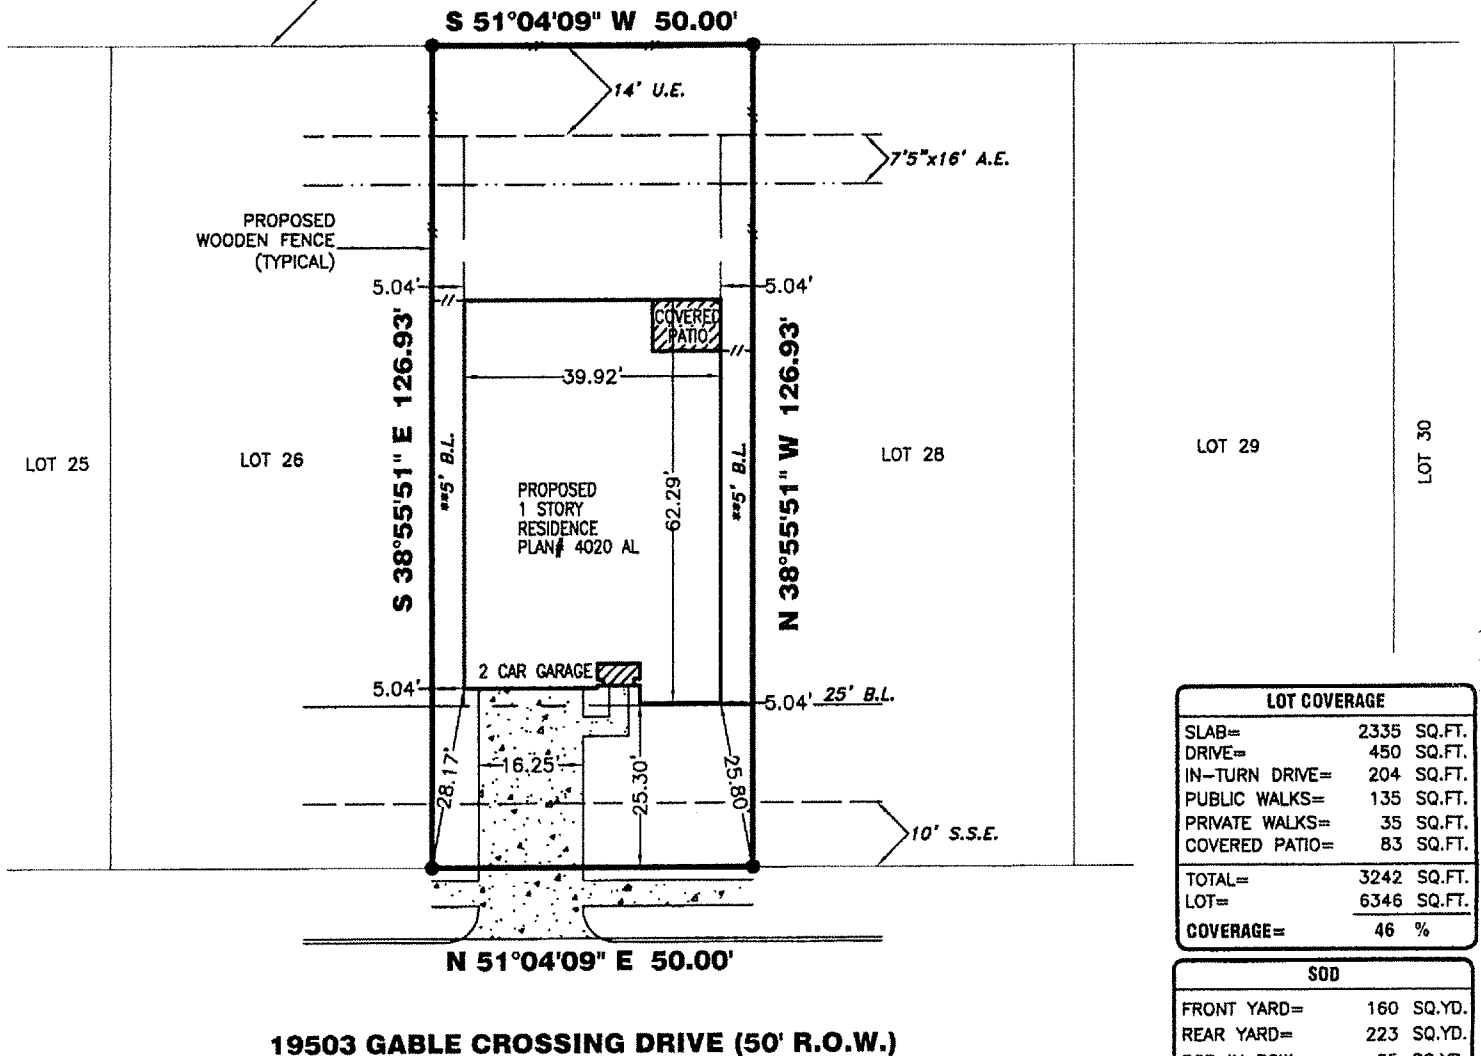 S 51°04'09" W 50.00'
14' U.E.
7'5"x16' A.E.
PROPOSED
WOODEN FENCE
(TYPICAL)
5.04'
5.04'
COVERED
PATIO
39.92'
S 38°55'51" E 126.93'
N 38°55'51" W 126.93'
**5' B.L.
**5' B.L.
LOT 25
LOT 26
LOT 28
LOT 29
LOT 30
PROPOSED
1 STORY
RESIDENCE
PLAN# 4020 AL
62.29'
2 CAR GARAGE
5.04'
5.04'
25' B.L.
28.17'
16.25'
25.30'
25.80'
10' S.S.E.
N 51°04'09" E 50.00'
19503 GABLE CROSSING DRIVE (50' R.O.W.)
LOT COVERAGE
SLAB= 2335 SQ.FT.
DRIVE= 450 SQ.FT.
IN-TURN DRIVE= 204 SQ.FT.
PUBLIC WALKS= 135 SQ.FT.
PRIVATE WALKS= 35 SQ.FT.
COVERED PATIO= 83 SQ.FT.
TOTAL= 3242 SQ.FT.
LOT= 6346 SQ.FT.
COVERAGE= 46 %
SOD
FRONT YARD= 160 SQ.YD.
REAR YARD= 223 SQ.YD.